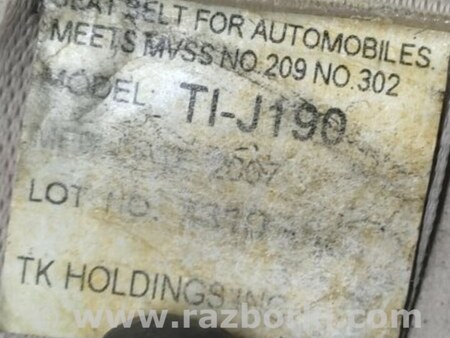 SEAT BELT FOR AUTOMOBILES.
MEETS MVSS NO.209 NO.302
MODEL: TI-J190
2007
LOT NO.
TK HOLDINGS INC
www.razborka.com